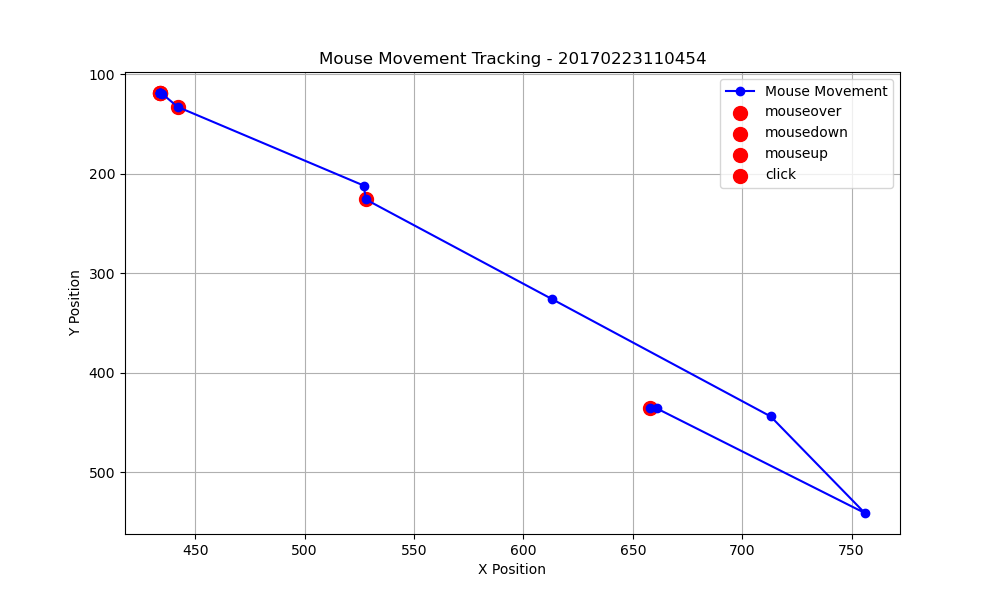 Mouse Movement Tracking - 20170223110454
Mouse Movement
mouseover
mousedown
mouseup
click
100
200
300
400
500
Y Position
450
500
550
600
650
700
750
X Position